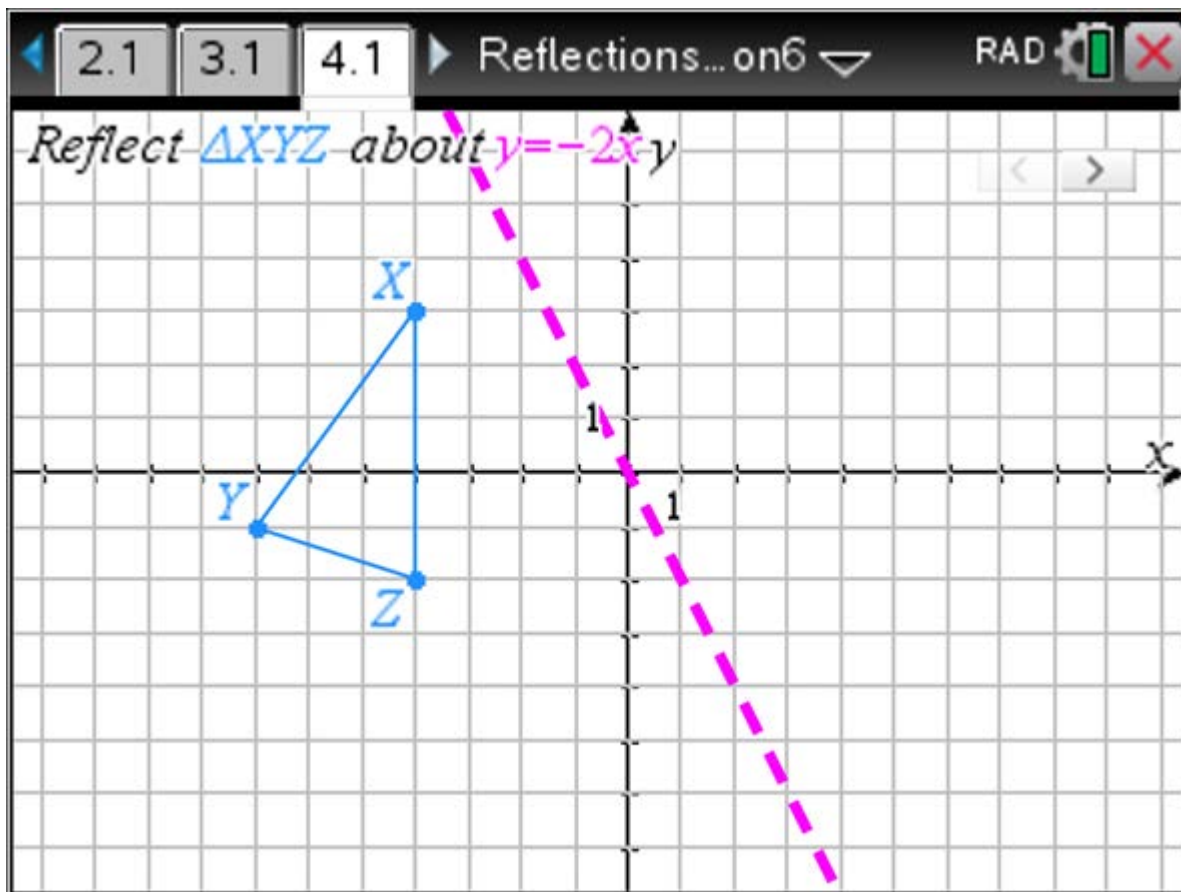 2.1 3.1 4.1 Reflections...on6 RAD
Reflect ΔXYZ about y=-2x y
< >
X
1
x
Y
1
Z